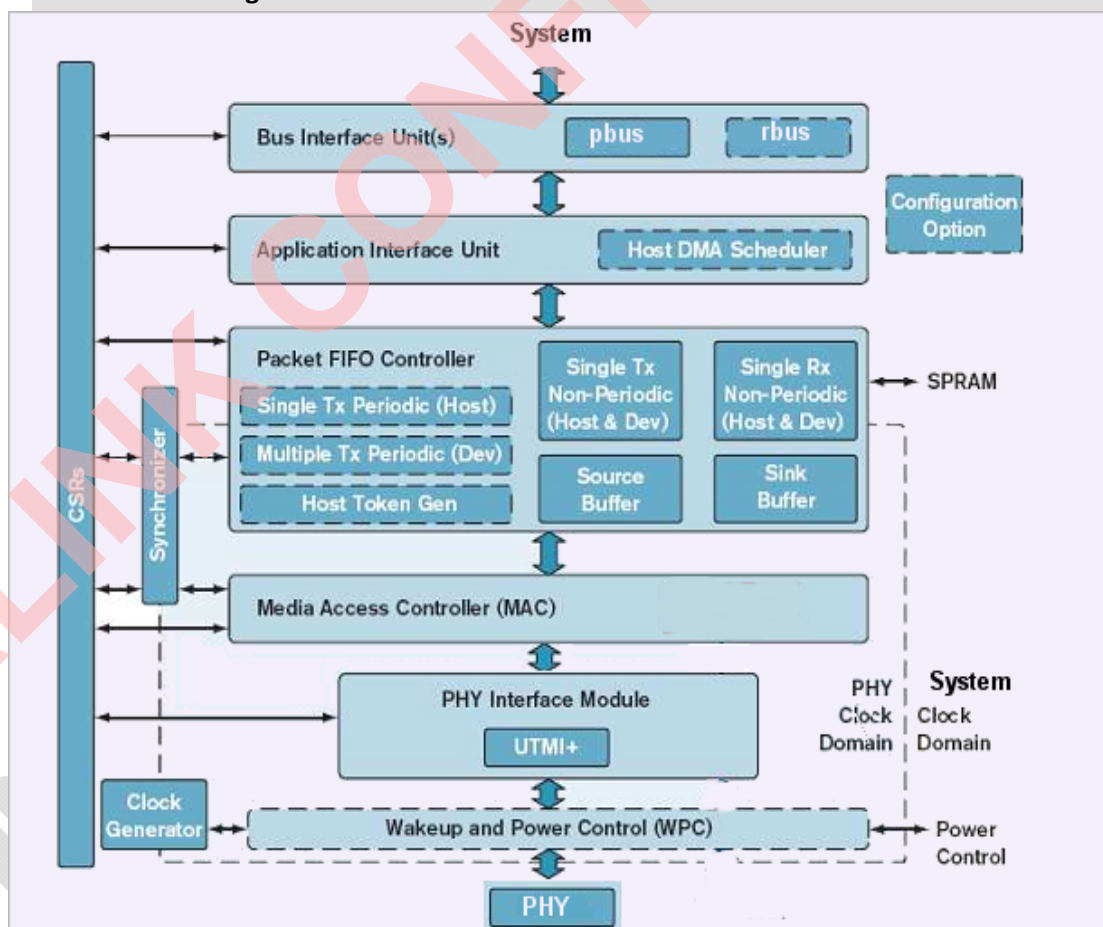 System
Bus Interface Unit(s)
pbus
rbus
Configuration
Option
Application Interface Unit
Host DMA Scheduler
Packet FIFO Controller
Single Tx Periodic (Host)
Multiple Tx Periodic (Dev)
Host Token Gen
Single Tx
Non-Periodic
(Host & Dev)
Single Rx
Non-Periodic
(Host & Dev)
Source
Buffer
Sink
Buffer
SPRAM
CSRs
Synchronizer
Media Access Controller (MAC)
PHY Interface Module
UTMI+
PHY
Clock
Domain
System
Clock
Domain
Clock
Generator
Wakeup and Power Control (WPC)
Power
Control
PHY